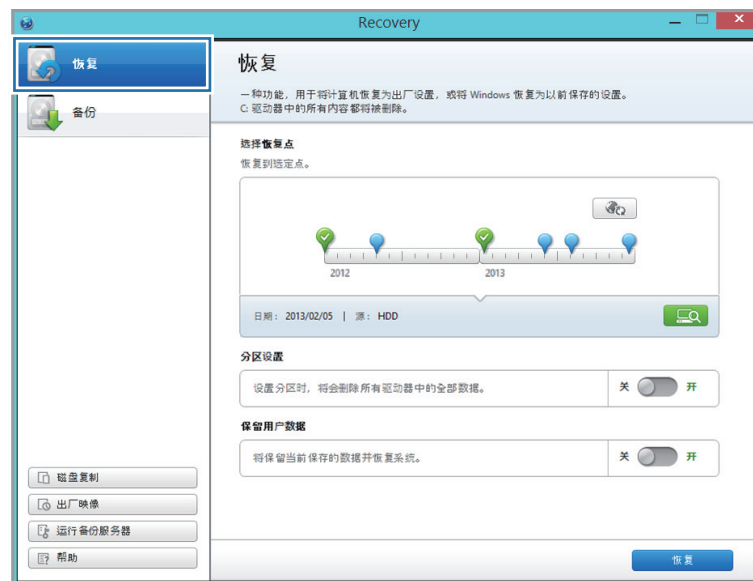 Recovery
恢复
备份
恢复
一种功能，用于将计算机恢复为出厂设置，或将 Windows 恢复为以前保存的设置。
C: 驱动器中的所有内容都将被删除。
选择恢复点
恢复到选定点。
2012 2013
日期： 2013/02/05 | 源： HDD
分区设置
设置分区时，将会删除所有驱动器中的全部数据。 关 开
保留用户数据
将保留当前保存的数据并恢复系统。 关 开
磁盘复制
出厂映像
运行备份服务器
帮助
恢复